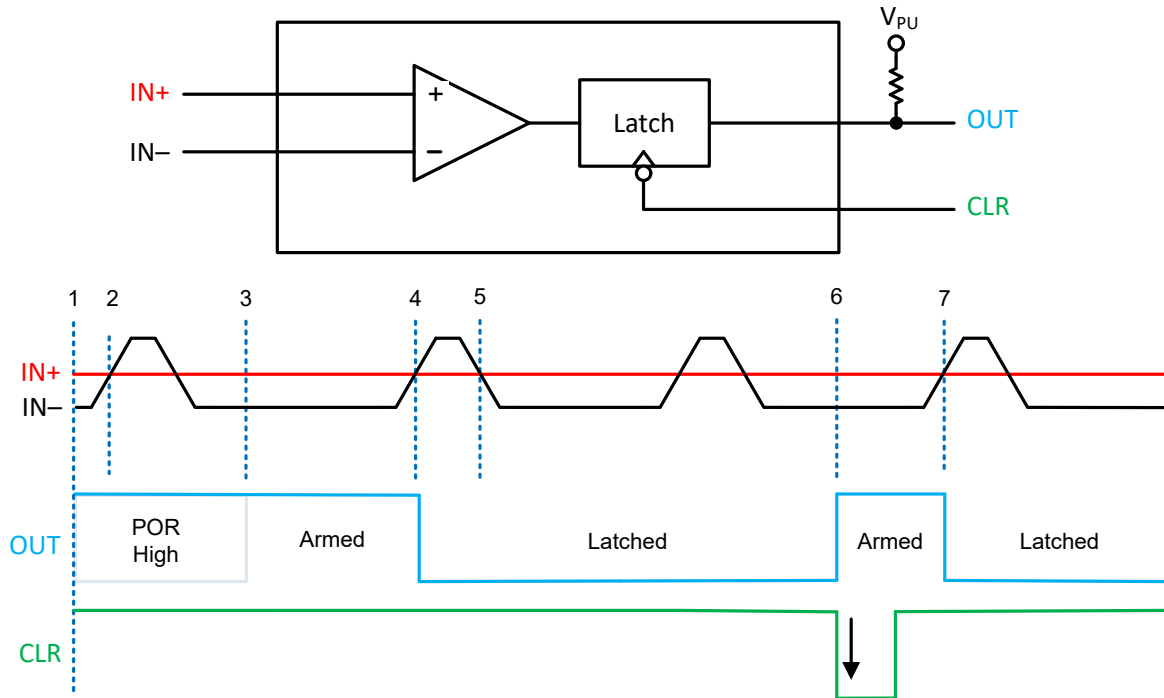 V_PU
IN+
+
Latch
OUT
IN–
–
CLR
1 2 3 4 5 6 7
IN+
IN–
POR
High
Armed
Latched
Armed
Latched
OUT
CLR